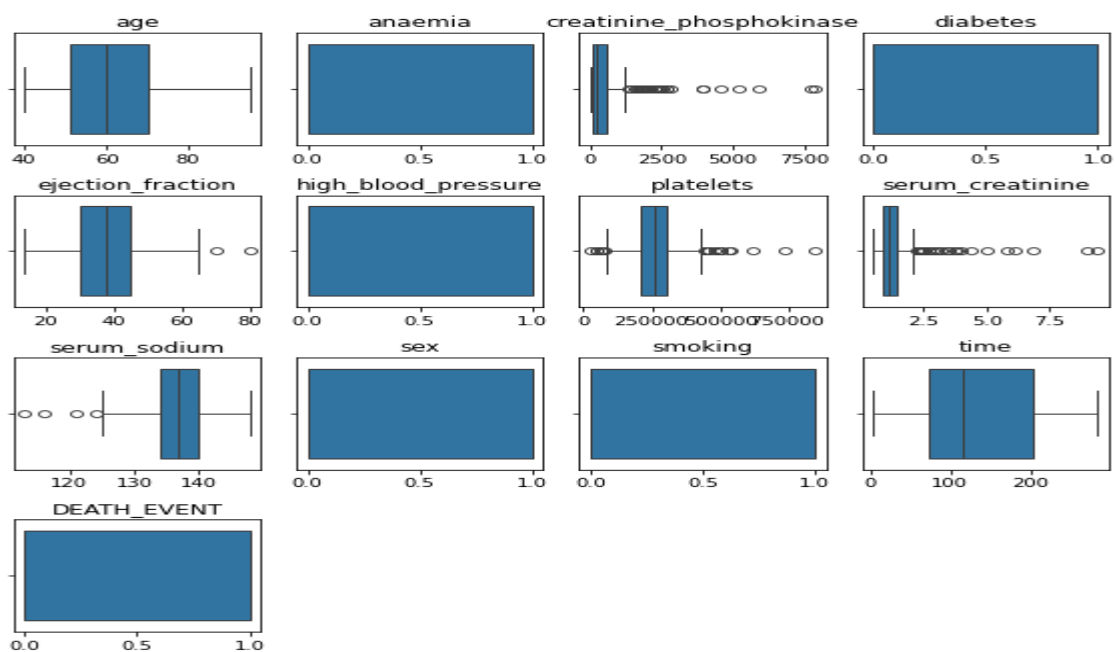 age anaemia creatinine_phosphokinase diabetes
40 60 80 0.0 0.5 1.0 0 2500 5000 7500 0.0 0.5 1.0
ejection_fraction high_blood_pressure platelets serum_creatinine
20 40 60 80 0.0 0.5 1.0 0 250000 500000 750000 2.5 5.0 7.5
serum_sodium sex smoking time
120 130 140 0.0 0.5 1.0 0.0 0.5 1.0 0 100 200
DEATH_EVENT
0.0 0.5 1.0